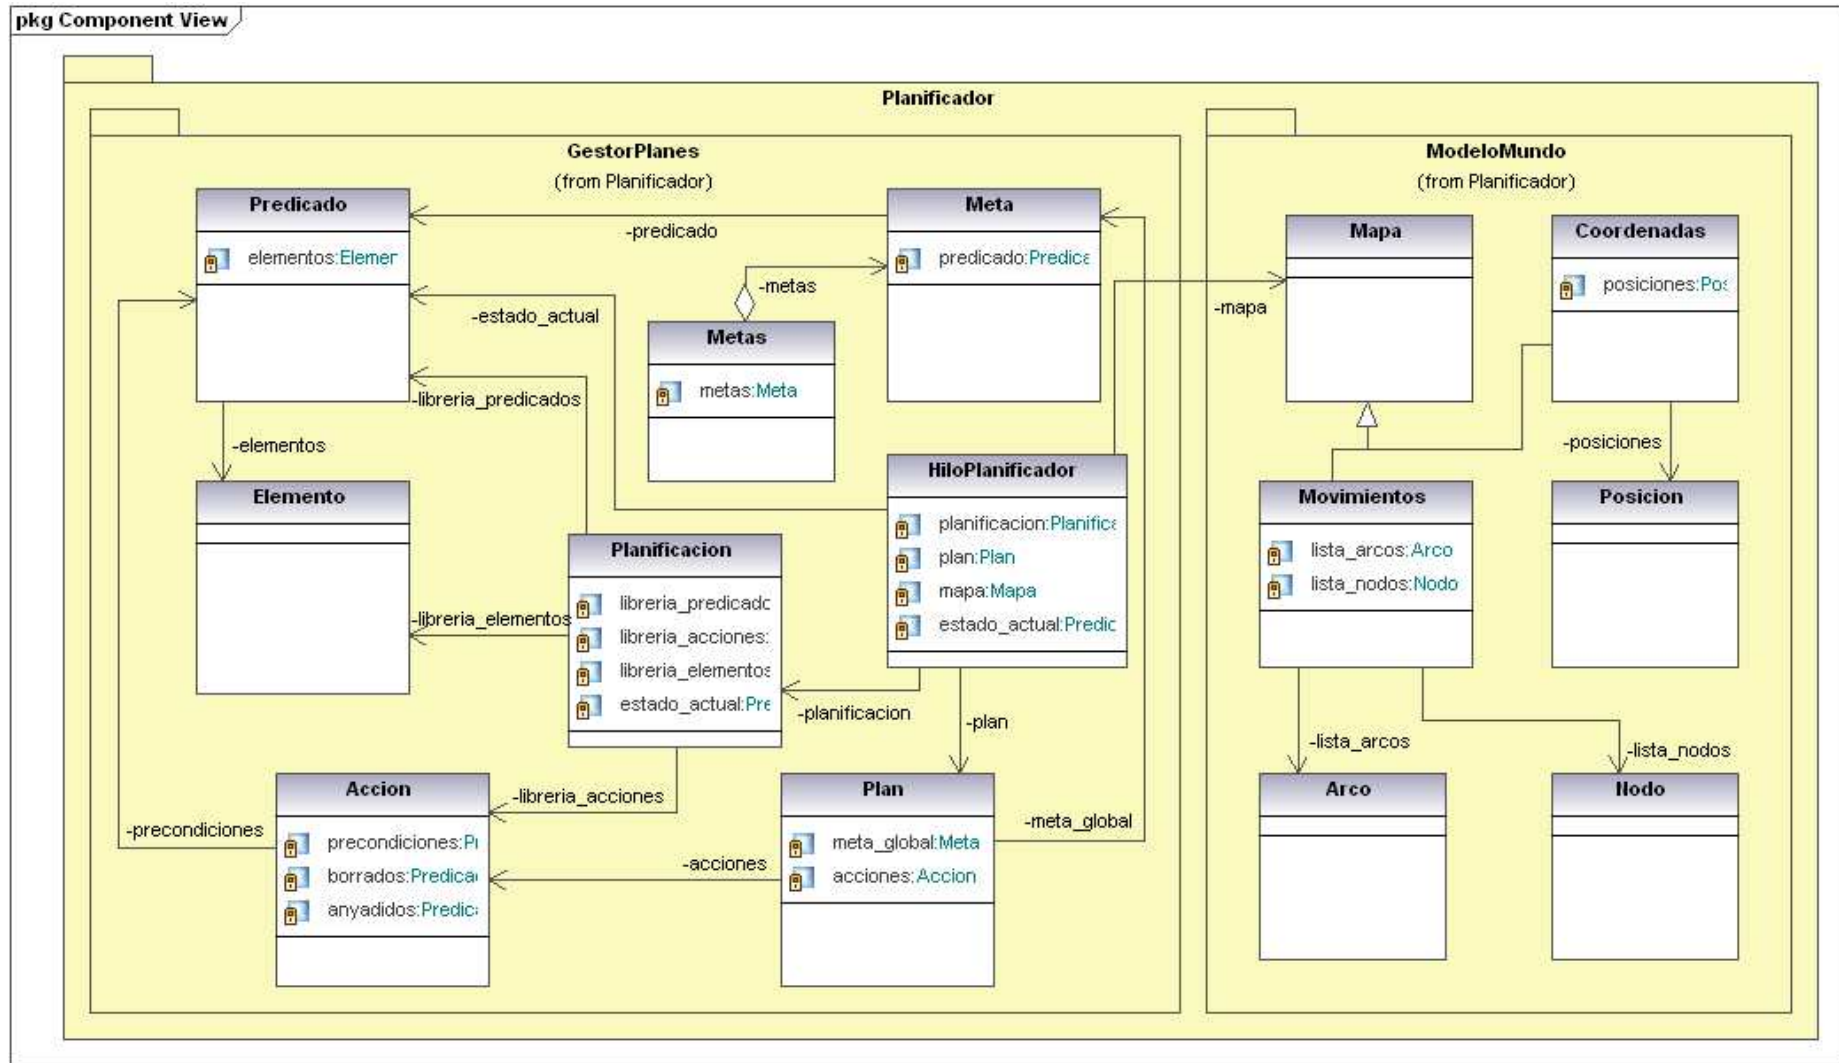 pkg Component View
Planificador
GestorPlanes
(from Planificador)
Predicado
elementos:Elemer
-predicado
Meta
predicado:Predica
-metas
-estado_actual
Metas
metas:Meta
-libreria_predicados
-elementos
Elemento
HiloPlanificador
planificacion:Planifica
plan:Plan
mapa:Mapa
estado_actual:Predic
Planificacion
libreria_predicado
libreria_acciones:
libreria_elementos
estado_actual:Pre
-libreria_elementos
-planificacion
-plan
Accion
precondiciones:Pr
borrados:Predica
anyadidos:Predica
-precondiciones
-libreria_acciones
Plan
meta_global:Meta
acciones:Accion
-meta_global
-acciones
ModeloMundo
(from Planificador)
Mapa
-mapa
Coordenadas
posiciones:Pos
-posiciones
Movimientos
lista_arcos:Arco
lista_nodos:Nodo
Posicion
-lista_arcos
-lista_nodos
Arco
Nodo